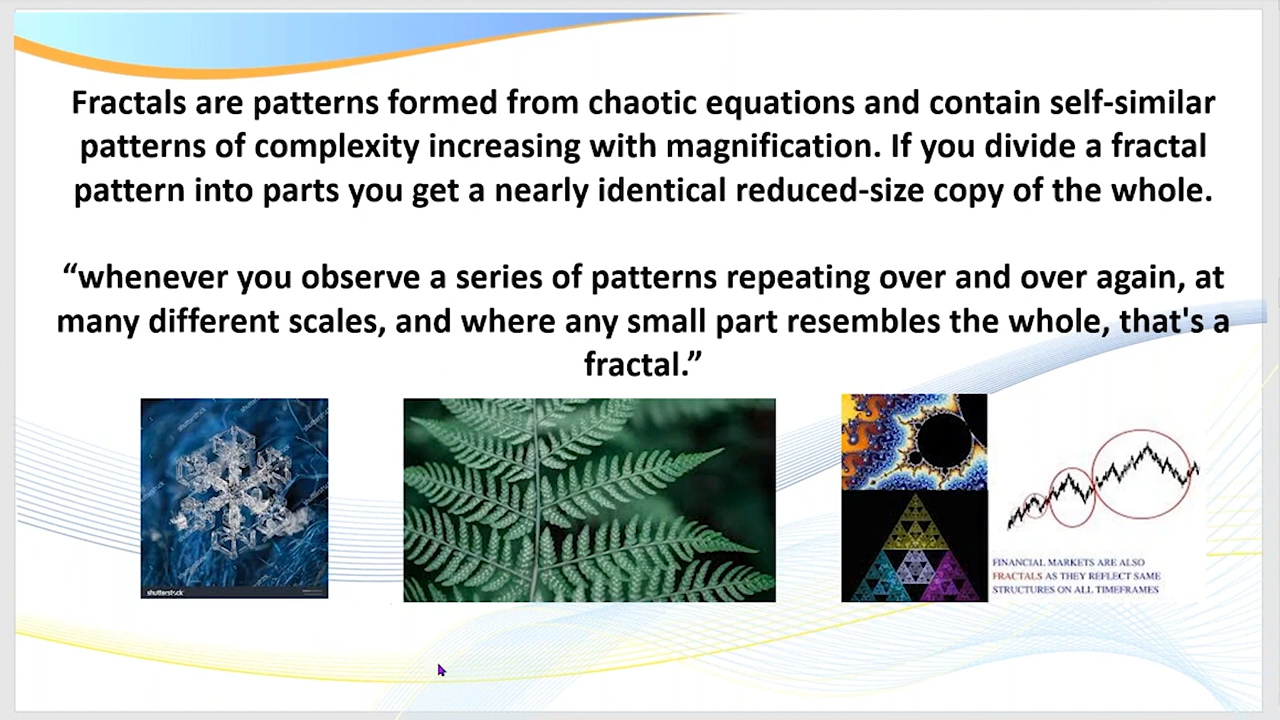 Fractals are patterns formed from chaotic equations and contain self-similar
patterns of complexity increasing with magnification. If you divide a fractal
pattern into parts you get a nearly identical reduced-size copy of the whole.
“whenever you observe a series of patterns repeating over and over again, at
many different scales, and where any small part resembles the whole, that's a
fractal.”
shutterstock
FINANCIAL MARKETS ARE ALSO
FRACTALS AS THEY REFLECT SAME
STRUCTURES ON ALL TIMEFRAMES